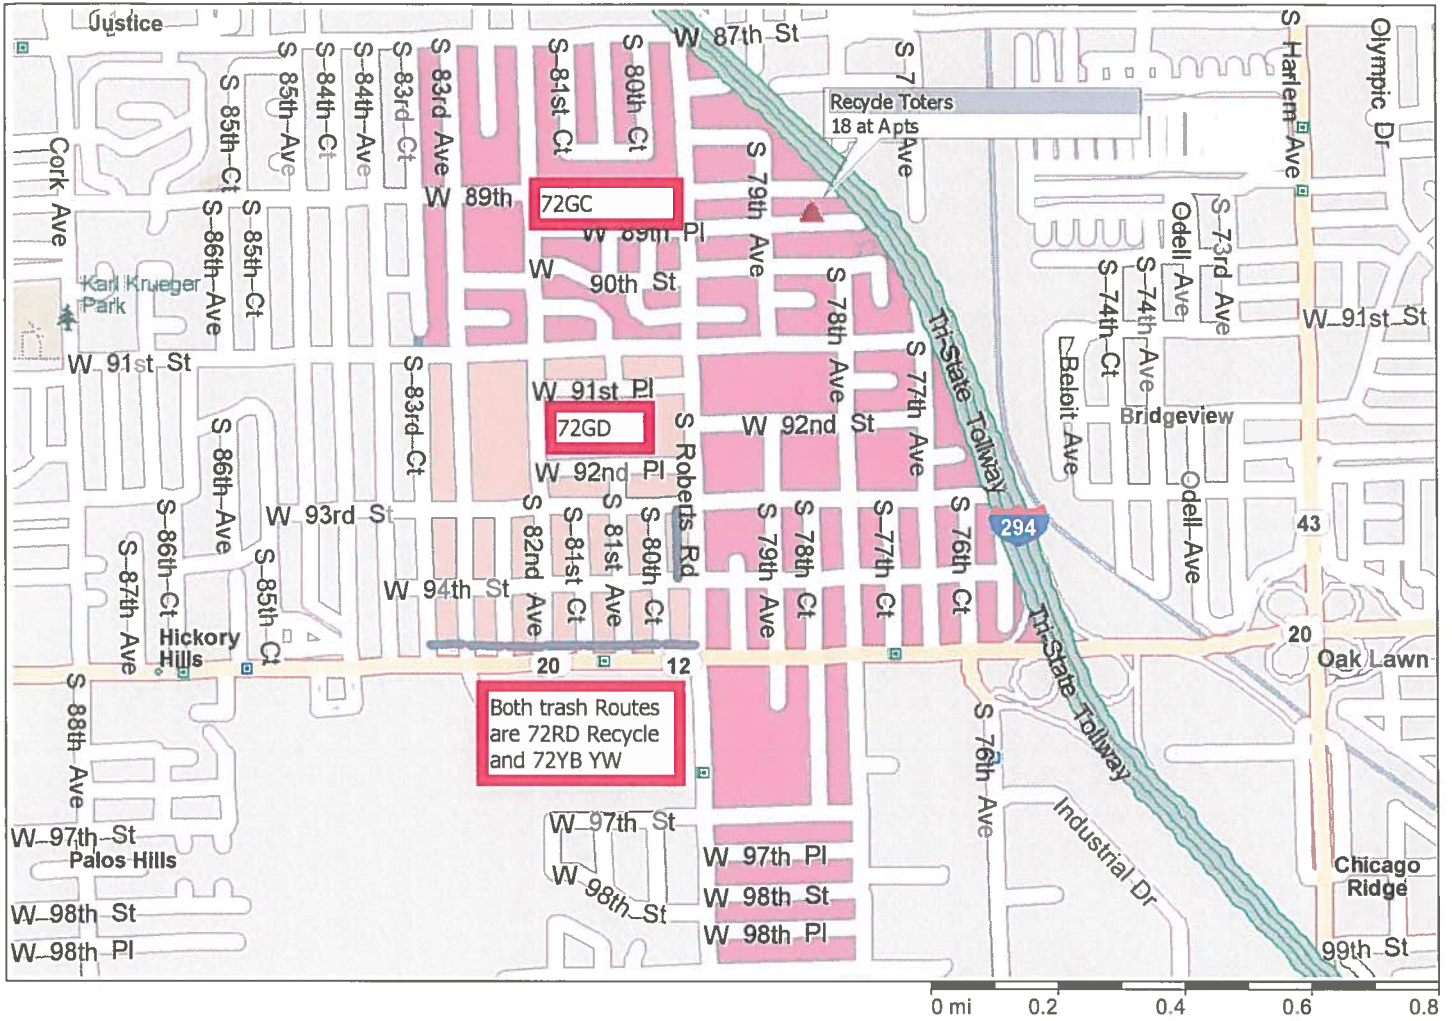 Justice
W 87th St
S 85th Ct
S 85th Ave
S 84th Ct
S 84th Ave
S 83rd Ct
S 83rd Ave
S 81st Ct
S 80th Ct
Harlem Ave
Olympic Dr
Recycle Toters
18 at Apts
Cork Ave
S 79th Ave
W 89th
72GC
W 89th Pl
W 90th St
S 86th Ave
S 85th Ct
Karl Krueger
Park
S 78th Ave
S 77th Ave
Tri-State Tollway
Odell Ave
S 73rd Ave
S 74th Ct
S 74th Ave
W 91st St
W 91st St
S 83rd Ct
W 91st Pl
72GD
S Roberts Rd
W 92nd St
Beloit Ave
Bridgeview
W 92nd Pl
S 86th Ave
S 86th Ct
W 93rd St
S 82nd Ave
S 81st Ct
S 81st Ave
S 80th Ct
S 79th Ave
S 78th Ct
S 77th Ct
S 76th Ct
294
Odell Ave
43
S 87th Ave
S 85th Ct
W 94th St
Hickory
Hills
20
12
20
Oak Lawn
Tri-State Tollway
S 88th Ave
Both trash Routes
are 72RD Recycle
and 72YB YW
S 76th Ave
Industrial Dr
W 97th St
Palos Hills
W 97th St
W 98th St
W 97th Pl
W 98th St
W 98th Pl
Chicago
Ridge
W 98th St
W 98th Pl
99th St
0 mi
0.2
0.4
0.6
0.8